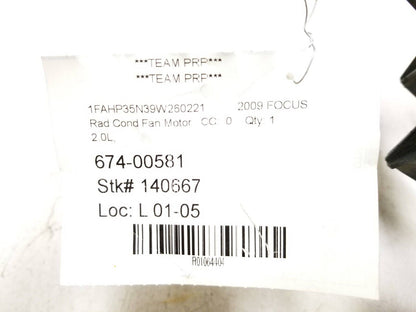 ***TEAM PRP***
***TEAM PRP***
1FAHP35N39W260221 2009 FOCUS
Rad Cond Fan Motor CC: 0 Qty: 1
2.0L,
674-00581
Stk# 140667
Loc: L 01-05
R01064404